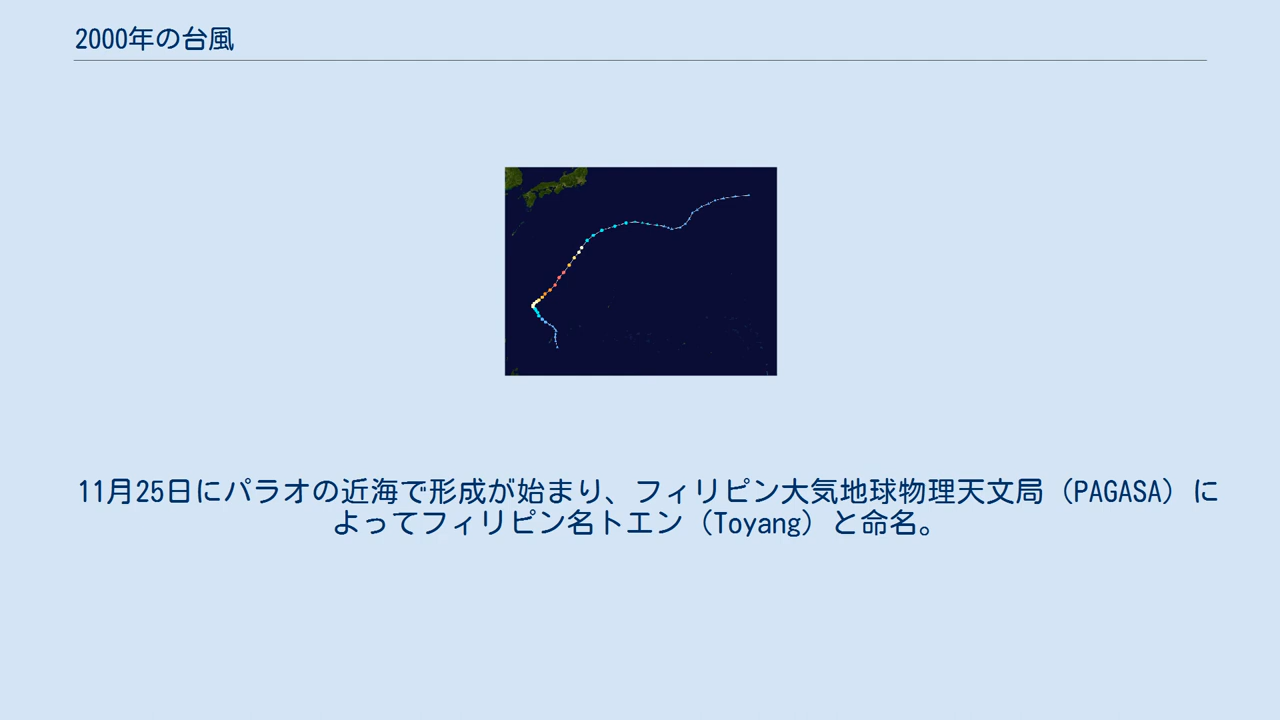 2000年の台風
11月25日にパラオの近海で形成が始まり、フィリピン大気地球物理天文局（PAGASA）に
よってフィリピン名トエン（Toyang）と命名。